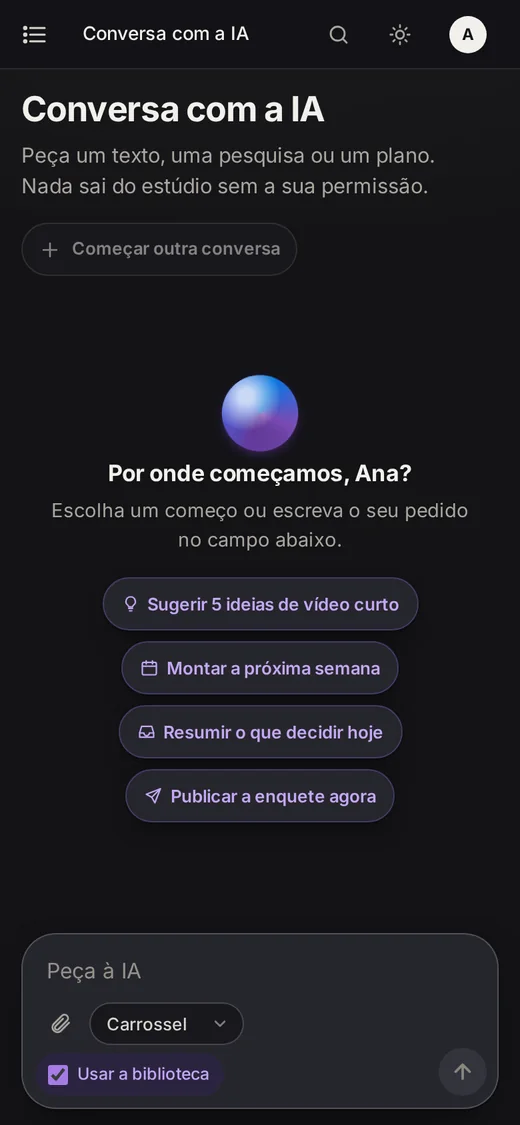 Conversa com a IA
A
Conversa com a IA
Peça um texto, uma pesquisa ou um plano.
Nada sai do estúdio sem a sua permissão.
Começar outra conversa
Por onde começamos, Ana?
Escolha um começo ou escreva o seu pedido
no campo abaixo.
Sugerir 5 ideias de vídeo curto
Montar a próxima semana
Resumir o que decidir hoje
Publicar a enquete agora
Peça à IA
Carrossel
Usar a biblioteca